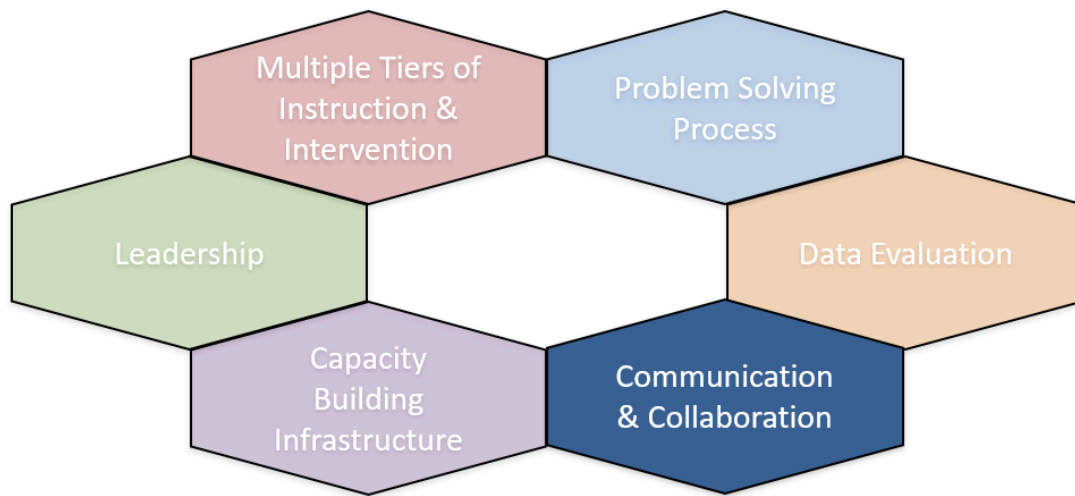 Multiple Tiers of
Instruction &
Intervention
Problem Solving
Process
Leadership
Data Evaluation
Capacity
Building
Infrastructure
Communication
& Collaboration